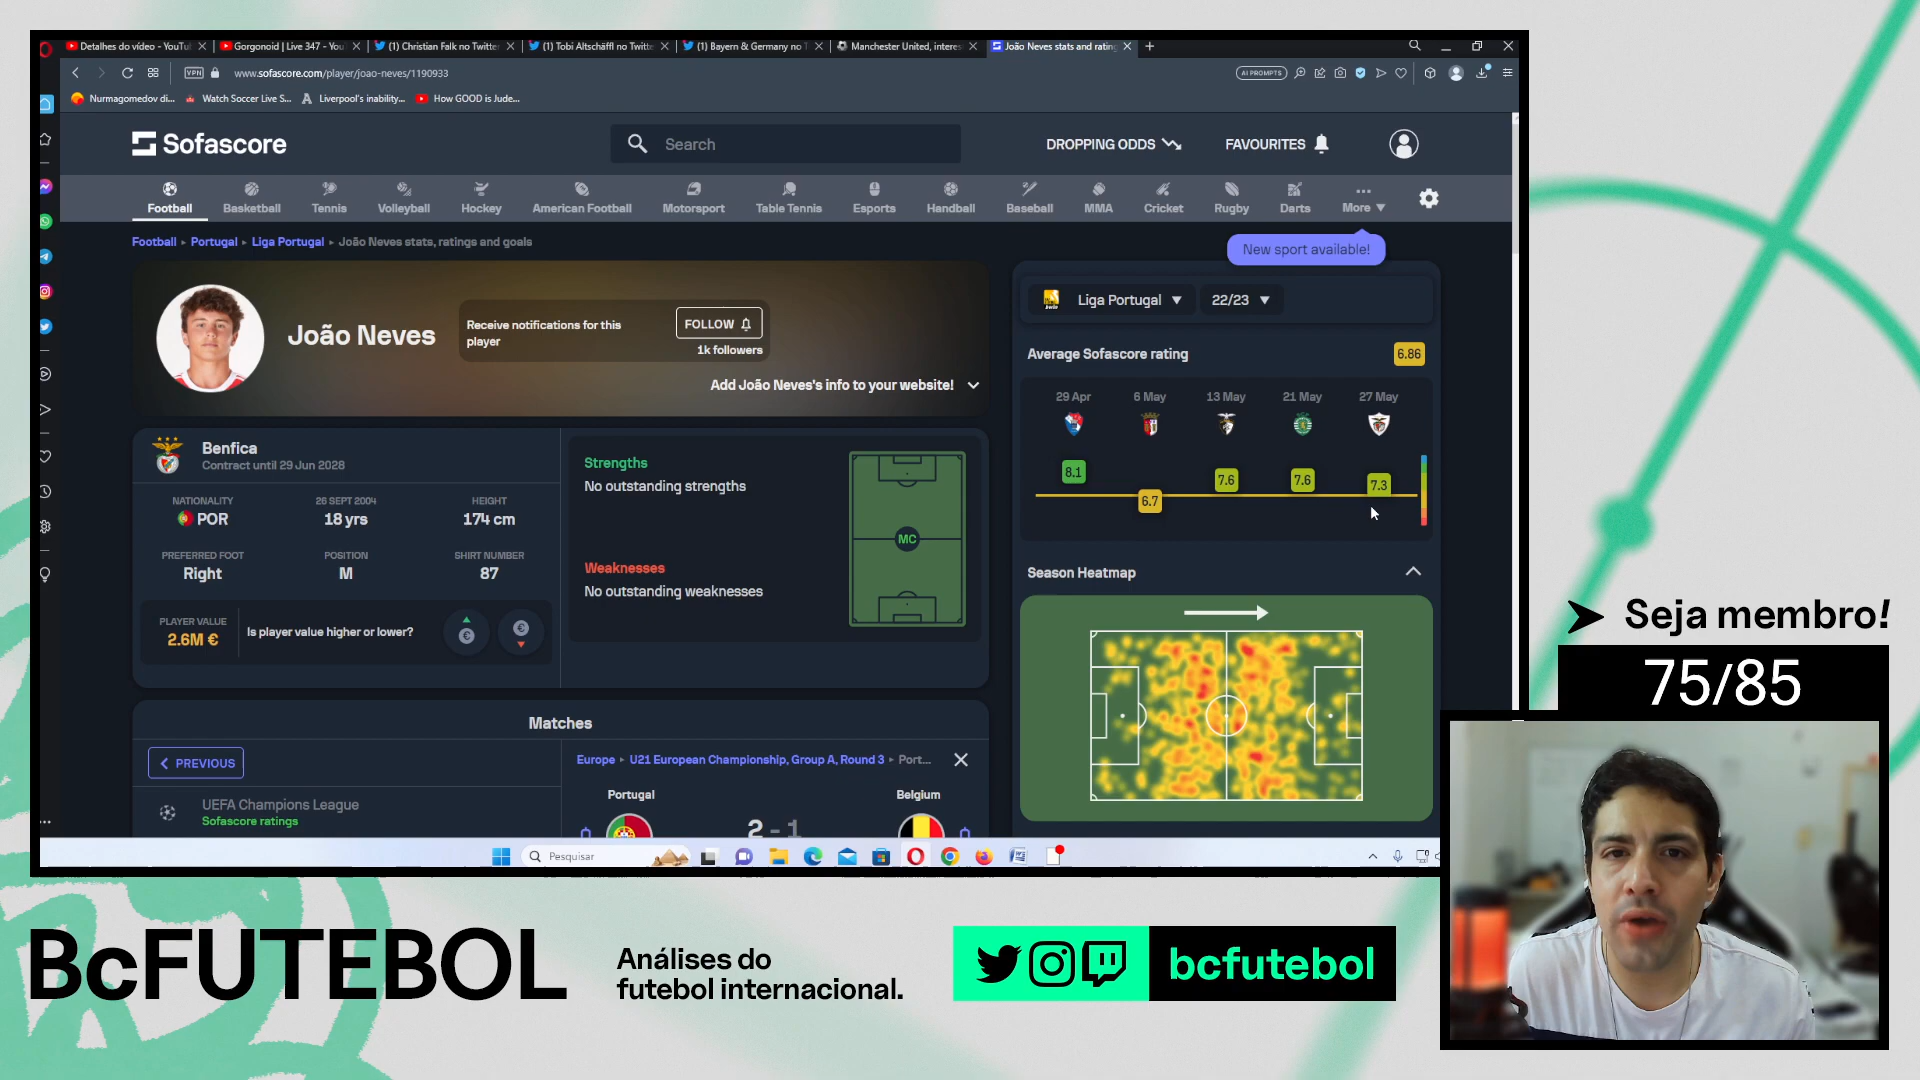 Detalhes do vídeo - YouTu
Gorgonoid | Live 347 - You
(1) Christian Falk no Twitte
(1) Tobi Altschäffl no Twitte
(1) Bayern & Germany no T
Manchester United, interes
João Neves stats and ratin
VPN
www.sofascore.com/player/joao-neves/1190933
AI PROMPTS
Nurmagomedov di...
Watch Soccer Live S...
Liverpool's inability...
How GOOD is Jude...
Sofascore
Search
DROPPING ODDS
FAVOURITES
Football
Basketball
Tennis
Volleyball
Hockey
American Football
Motorsport
Table Tennis
Esports
Handball
Baseball
MMA
Cricket
Rugby
Darts
More
Football
Portugal
Liga Portugal
João Neves stats, ratings and goals
New sport available!
João Neves
Receive notifications for this
player
FOLLOW
1k followers
Add João Neves's info to your website!
Liga Portugal
22/23
Average Sofascore rating
6.86
29 Apr
6 May
13 May
21 May
27 May
8.1
6.7
7.6
7.6
7.3
Benfica
Contract until 29 Jun 2028
NATIONALITY
POR
26 SEPT 2004
18 yrs
HEIGHT
174 cm
PREFERRED FOOT
Right
POSITION
M
SHIRT NUMBER
87
PLAYER VALUE
2.6M €
Is player value higher or lower?
Strengths
No outstanding strengths
Weaknesses
No outstanding weaknesses
MC
Season Heatmap
Matches
PREVIOUS
UEFA Champions League
Sofascore ratings
Europe
U21 European Championship, Group A, Round 3
Port...
Portugal
2 - 1
Belgium
Pesquisar
Seja membro!
75/85
BcFUTEBOL
Análises do
futebol internacional.
bcfutebol